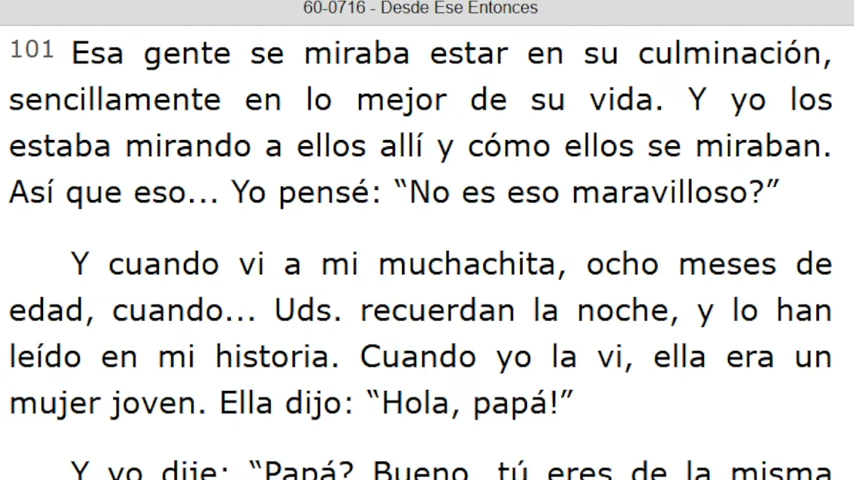 60-0716 - Desde Ese Entonces
101 Esa gente se miraba estar en su culminación,
sencillamente en lo mejor de su vida. Y yo los
estaba mirando a ellos allí y cómo ellos se miraban.
Así que eso... Yo pensé: “No es eso maravilloso?”
Y cuando vi a mi muchachita, ocho meses de
edad, cuando... Uds. recuerdan la noche, y lo han
leído en mi historia. Cuando yo la vi, ella era un
mujer joven. Ella dijo: “Hola, papá!”
Y yo dije: “Papá? Bueno, tú eres de la misma